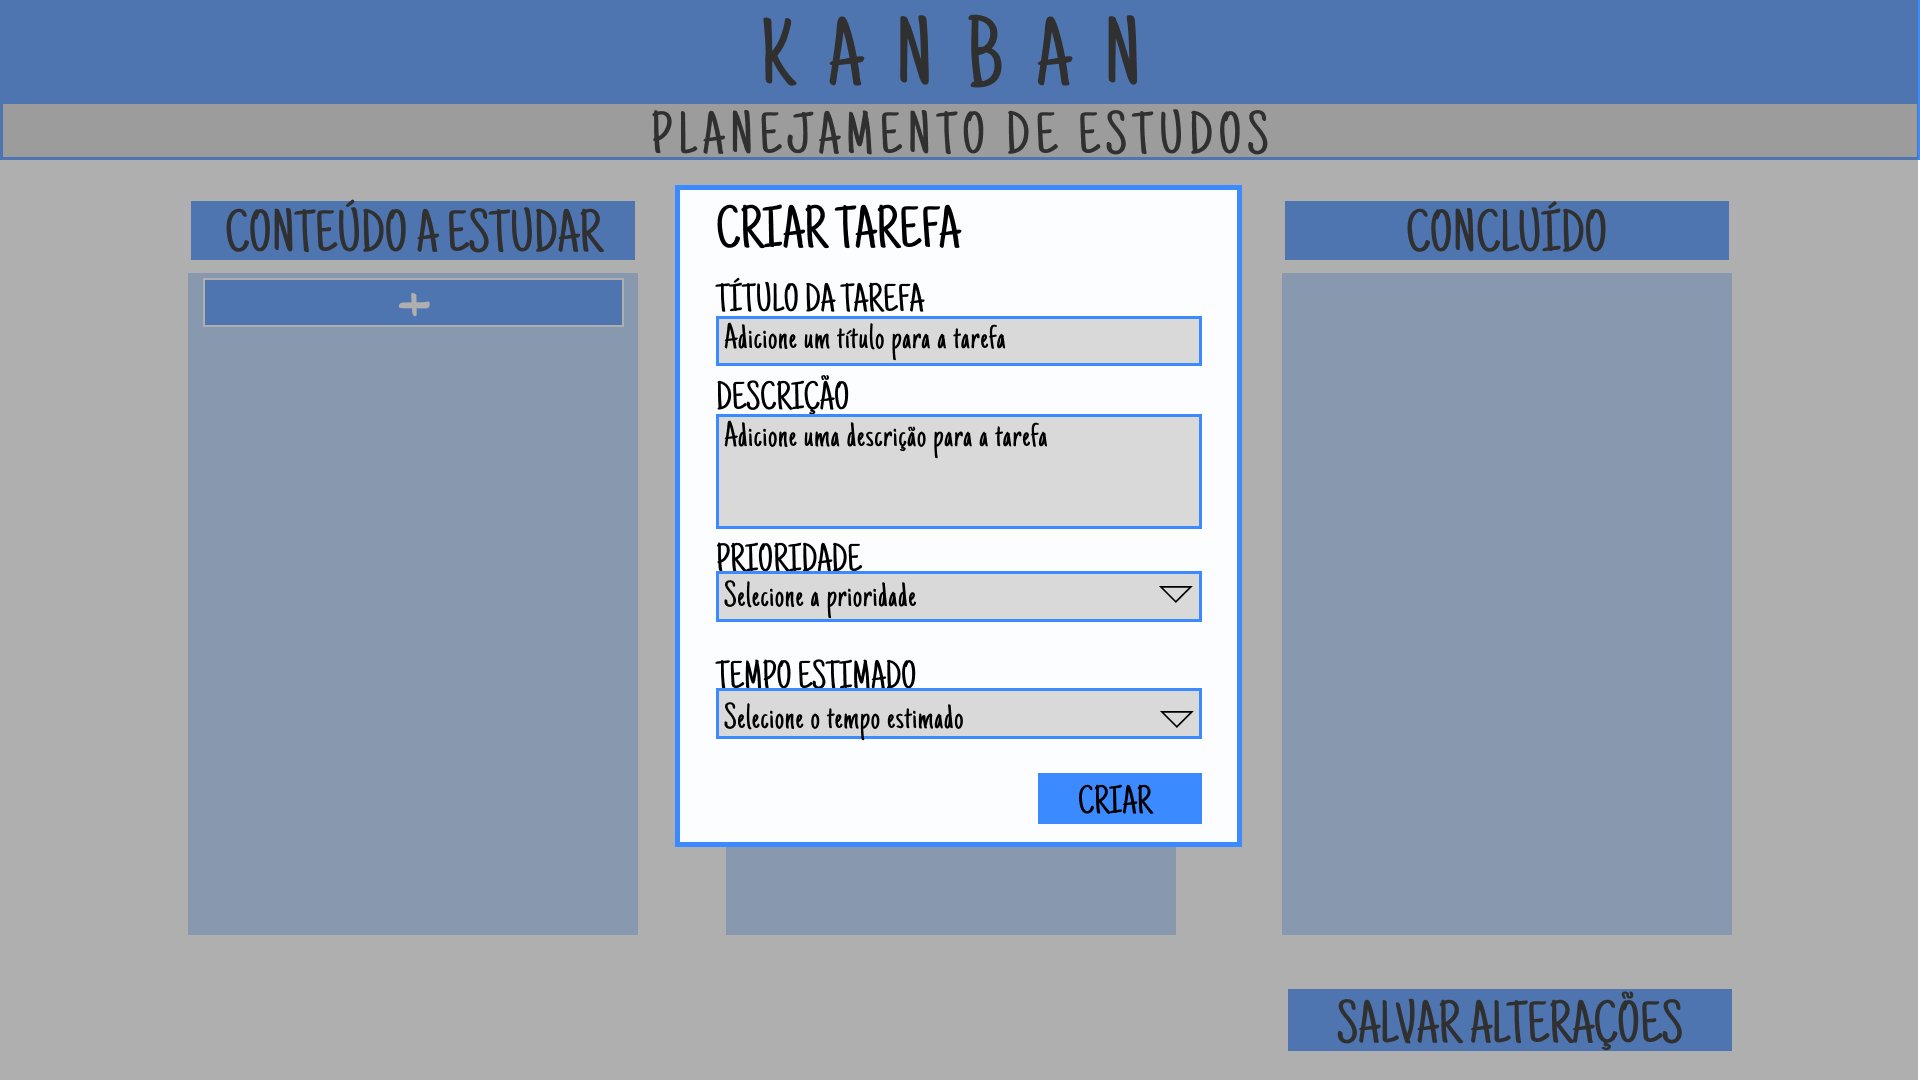 KANBAN
PLANEJAMENTO DE ESTUDOS
CONTEÚDO A ESTUDAR
+
CRIAR TAREFA
TÍTULO DA TAREFA
Adicione um título para a tarefa
DESCRIÇÃO
Adicione uma descrição para a tarefa
PRIORIDADE
Selecione a prioridade
TEMPO ESTIMADO
Selecione o tempo estimado
CRIAR
CONCLUÍDO
SALVAR ALTERAÇÕES